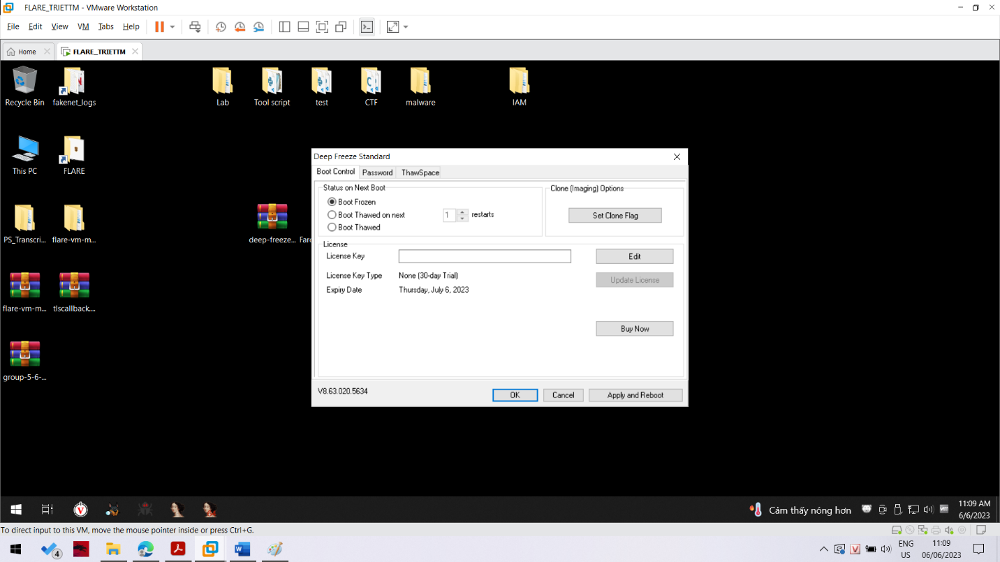 FLARE_TRIETTM - VMware Workstation
File Edit View VM Tabs Help
Home
FLARE_TRIETTM
Recycle Bin
fakenet_logs
Lab
Tool script
test
CTF
malware
IAM
This PC
FLARE
PS_Transcri...
flare-vm-m...
deep-freeze...
Faro
flare-vm-m...
tlscallback....
group-5-6-...
Deep Freeze Standard
Boot Control Password ThawSpace
Status on Next Boot
Boot Frozen
Boot Thawed on next 1 restarts
Boot Thawed
Clone (Imaging) Options
Set Clone Flag
License
License Key
Edit
License Key Type None (30-day Trial)
Update License
Expiry Date Thursday, July 6, 2023
Buy Now
V8.63.020.5634
OK Cancel Apply and Reboot
Cảm thấy nóng hơn
11:09 AM
6/6/2023
To direct input to this VM, move the mouse pointer inside or press Ctrl+G.
4
ENG
US
11:09
06/06/2023